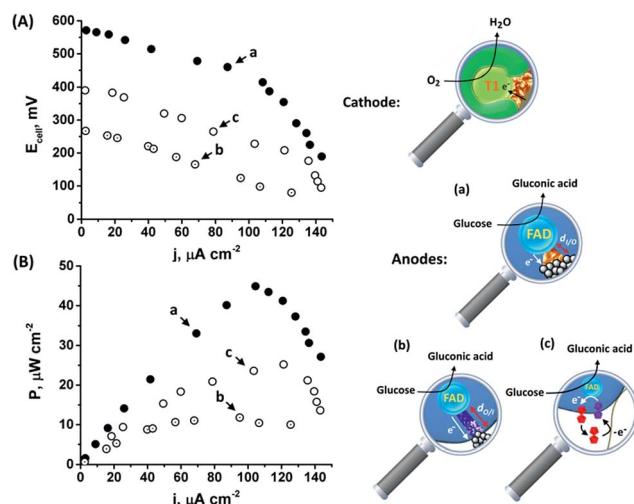 (A)
600
500
400
300
200
100
0
E_cell, mV
a
c
b
0 20 40 60 80 100 120 140
j, μA cm⁻²
(B)
50
40
30
20
10
0
P, μW cm⁻²
a
c
b
0 20 40 60 80 100 120 140
j, μA cm⁻²
H₂O
O₂
T1
e⁻
Cathode:
(a)
Gluconic acid
Glucose
FAD
d_I/O
e⁻
Anodes:
(b)
Gluconic acid
Glucose
FAD
d_O/I
e⁻
(c)
Gluconic acid
Glucose
FAD
e⁻
-e⁻